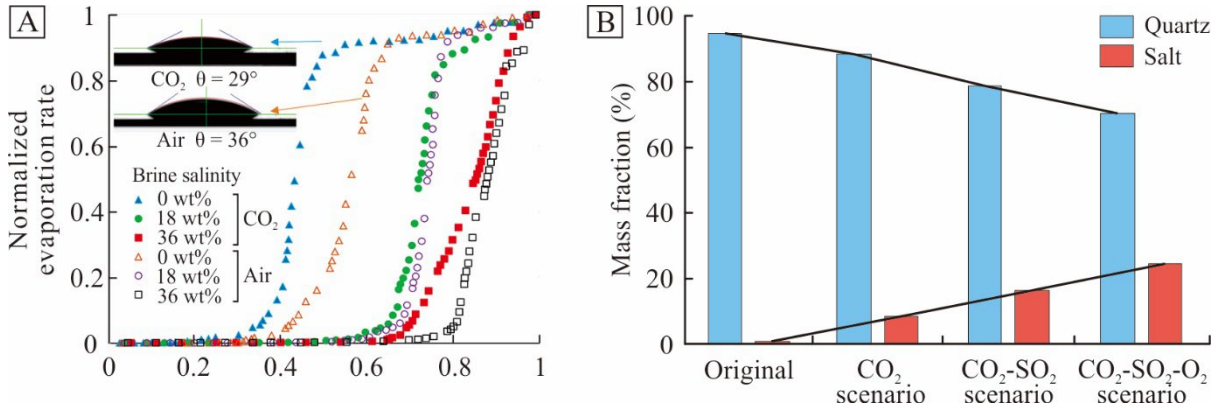 A
Normalized
evaporation rate
1
0.8
0.6
0.4
0.2
0
0
0.2
0.4
0.6
0.8
1
CO₂ θ = 29°
Air θ = 36°
Brine salinity
0 wt%
18 wt%
36 wt%
CO₂
0 wt%
18 wt%
36 wt%
Air
B
Mass fraction (%)
100
80
60
40
20
0
Quartz
Salt
Original
CO₂
scenario
CO₂-SO₂
scenario
CO₂-SO₂-O₂
scenario